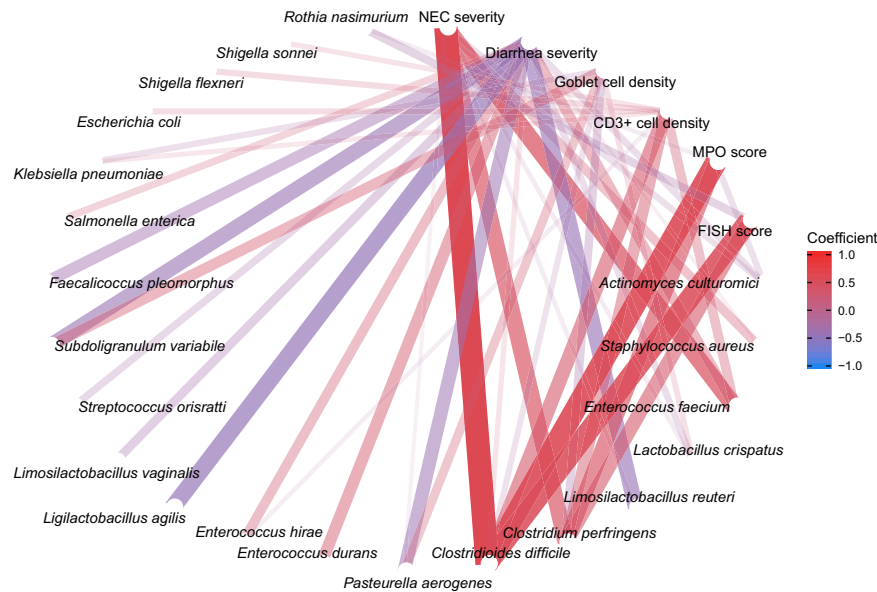 Rothia nasimurium
NEC severity
Shigella sonnei
Diarrhea severity
Shigella flexneri
Goblet cell density
Escherichia coli
CD3+ cell density
Klebsiella pneumoniae
MPO score
Salmonella enterica
FISH score
Coefficient
1.0
0.5
0.0
−0.5
−1.0
Faecalicoccus pleomorphus
Actinomyces culturomici
Subdoligranulum variabile
Staphylococcus aureus
Streptococcus orisratti
Enterococcus faecium
Limosilactobacillus vaginalis
Lactobacillus crispatus
Ligilactobacillus agilis
Limosilactobacillus reuteri
Enterococcus hirae
Clostridium perfringens
Enterococcus durans
Clostridioides difficile
Pasteurella aerogenes